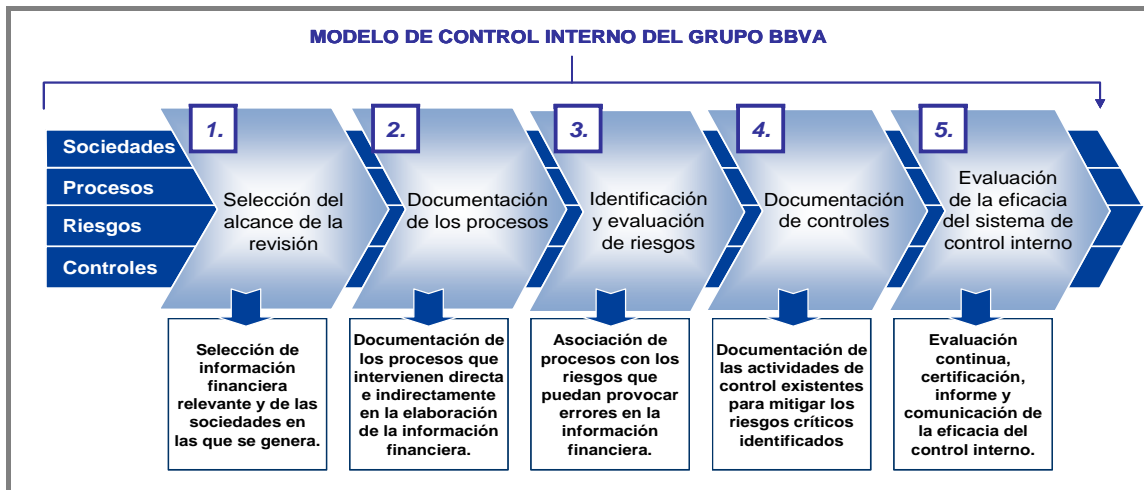 MODELO DE CONTROL INTERNO DEL GRUPO BBVA
Sociedades
Procesos
Riesgos
Controles
1.
Selección del
alcance de la
revisión
2.
Documentación
de los procesos
3.
Identificación
y evaluación
de riesgos
4.
Documentación
de controles
5.
Evaluación
de la eficacia
del sistema de
control interno
Selección de
información
financiera
relevante y de las
sociedades en
las que se genera.
Documentación de
los procesos que
intervienen directa
e indirectamente
en la elaboración
de la información
financiera.
Asociación de
procesos con los
riesgos que
puedan provocar
errores en la
información
financiera.
Documentación de
las actividades de
control existentes
para mitigar los
riesgos críticos
identificados
Evaluación
continua,
certificación,
informe y
comunicación de
la eficacia del
control interno.